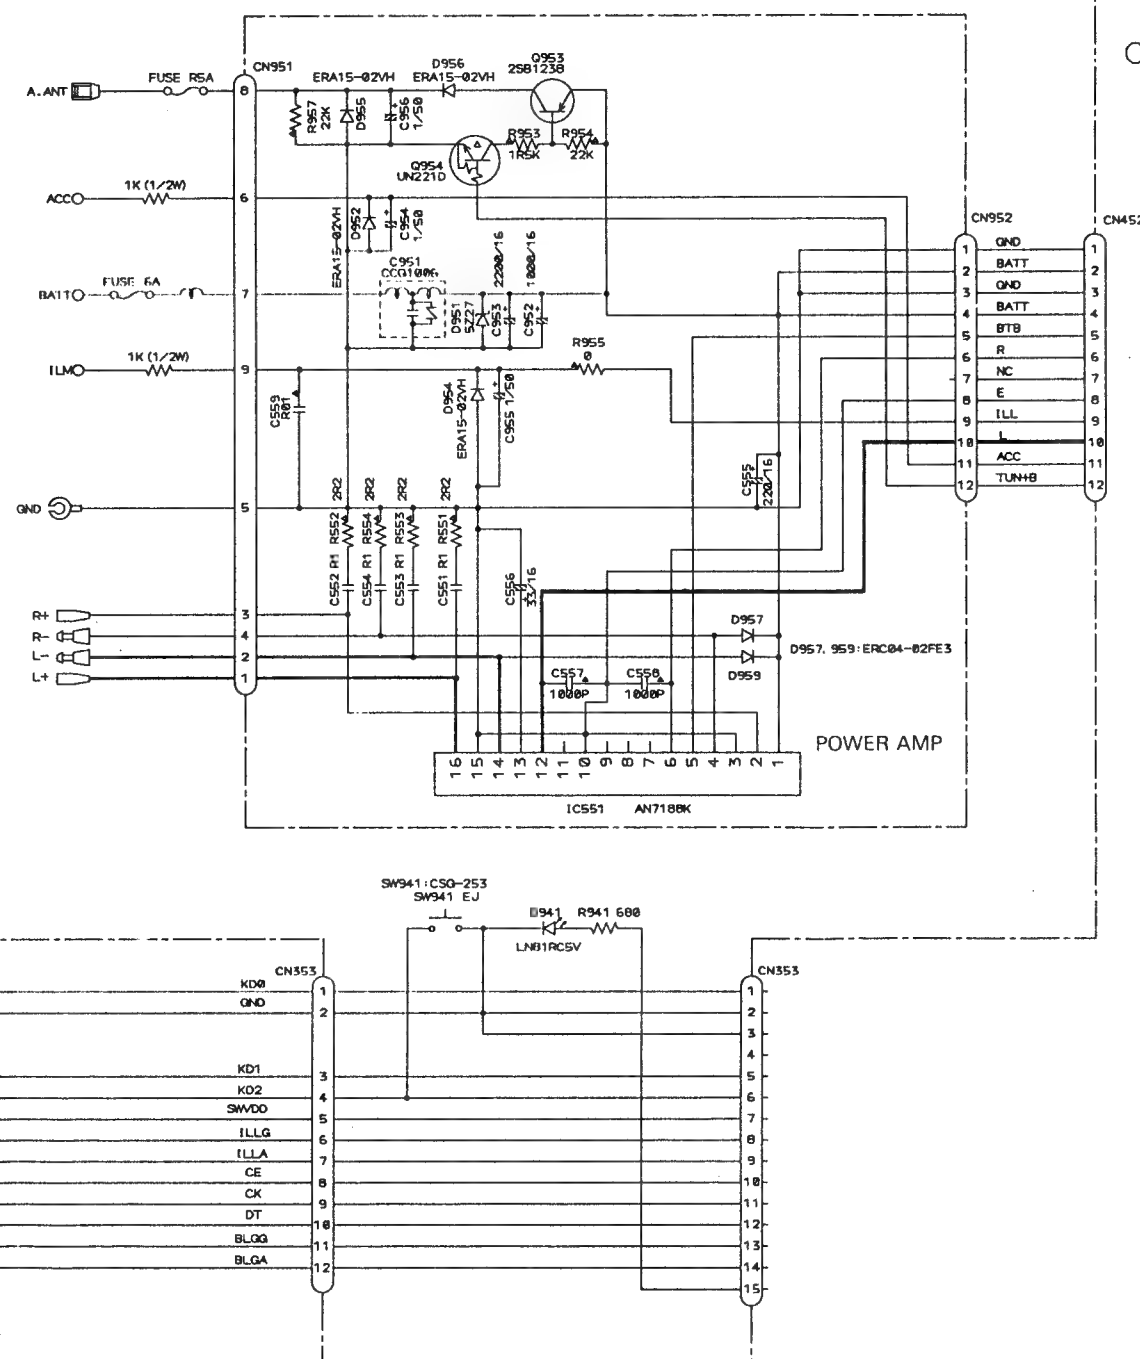 CN951
FUSE R5A
A.ANT
8
ERA15-02VH
D956
ERA15-02VH
Q953
2SB1238
R957
22K
D955
C956
1/50
Q954
UN221D
R953
1R5K
R954
22K
1K (1/2W)
ACC
6
ERA15-02VH
D952
C954
1/50
C951
CCQ1006
2200/16
1000/16
FUSE 6A
BATT
7
D951
5Z27
C953
C952
CN952
CN452
1 GND 1
2 BATT 2
3 GND 3
4 BATT 4
5 BTB 5
6 R 6
7 NC 7
8 E 8
9 ILL 9
10 L 10
11 ACC 11
12 TUN+B 12
1K (1/2W)
ILM
9
R955
0
C559
R01
D954
ERA15-02VH
C955 1/50
C555
220/16
GND
5
C552 R1 R552 2R2
C554 R1 R554 2R2
C553 R1 R553 2R2
C551 R1 R551 2R2
C556
33/16
R+ 3
R- 4
L- 2
L+ 1
D957
D957, 959:ERC04-02FE3
D959
C557
1000P
C558
1000P
POWER AMP
16 15 14 13 12 11 10 9 8 7 6 5 4 3 2 1
IC551 AN7188K
SW941:CSG-253
SW941 EJ
D941
R941 680
LN81RC5V
CN353
CN353
KD0 1 1
GND 2 2
3
4
KD1 3 5
KD2 4 6
SWVDD 5 7
ILLG 6 8
ILLA 7 9
CE 8 10
CK 9 11
DT 10 12
BLGG 11 13
BLGA 12 14
15